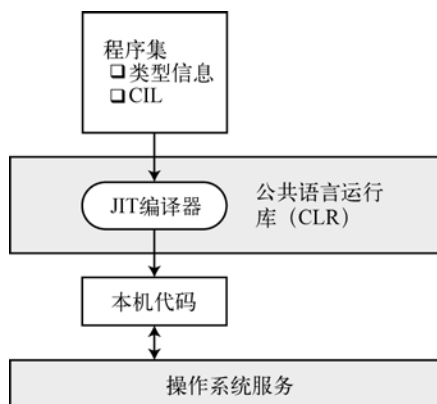 程序集
❑类型信息
❑CIL
JIT编译器
公共语言运行
库（CLR）
本机代码
操作系统服务